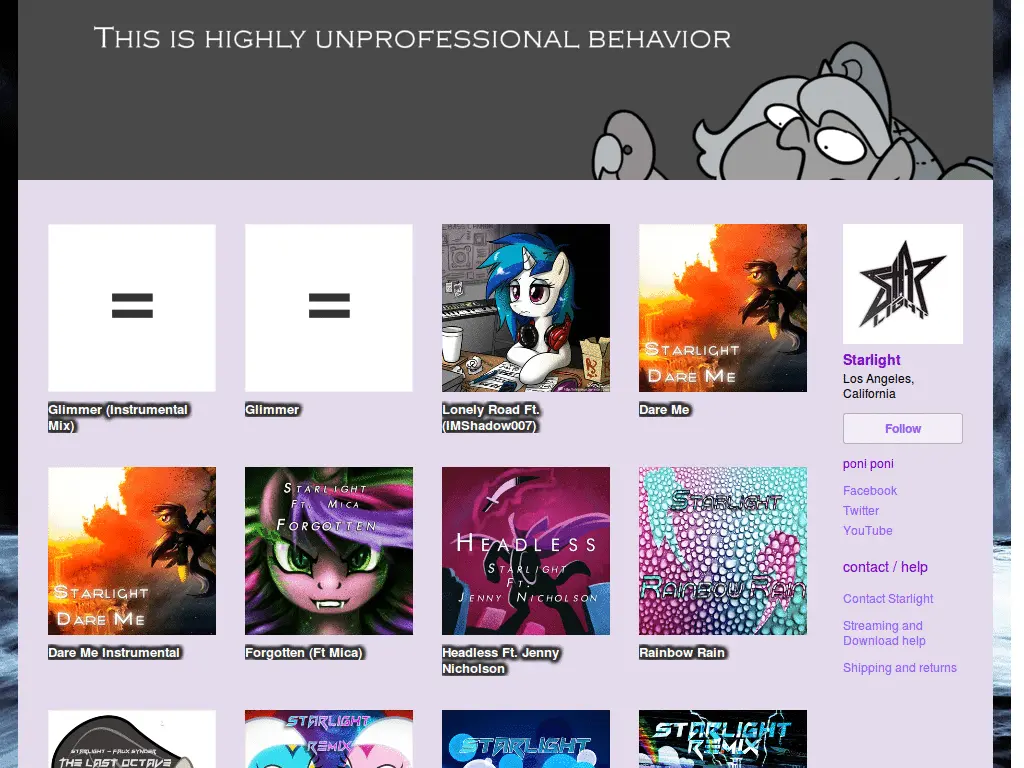 THIS IS HIGHLY UNPROFESSIONAL BEHAVIOR
=
=
STARLIGHT
DARE ME
STAR
LIGHT
Glimmer (Instrumental
Mix)
Glimmer
Lonely Road Ft.
(IMShadow007)
Dare Me
Starlight
Los Angeles,
California
Follow
poni poni
Facebook
Twitter
YouTube
contact / help
Contact Starlight
Streaming and
Download help
Shipping and returns
STARLIGHT
DARE ME
STARLIGHT
FT. MICA
FORGOTTEN
HEADLESS
STARLIGHT
FT.
JENNY NICHOLSON
STARLIGHT
RAINBOW RAIN
Dare Me Instrumental
Forgotten (Ft Mica)
Headless Ft. Jenny
Nicholson
Rainbow Rain
STARLIGHT - FAUX SYNDER
THE LAST OCTAVE
STARLIGHT
REMIX
STARLIGHT
STARLIGHT
REMIX